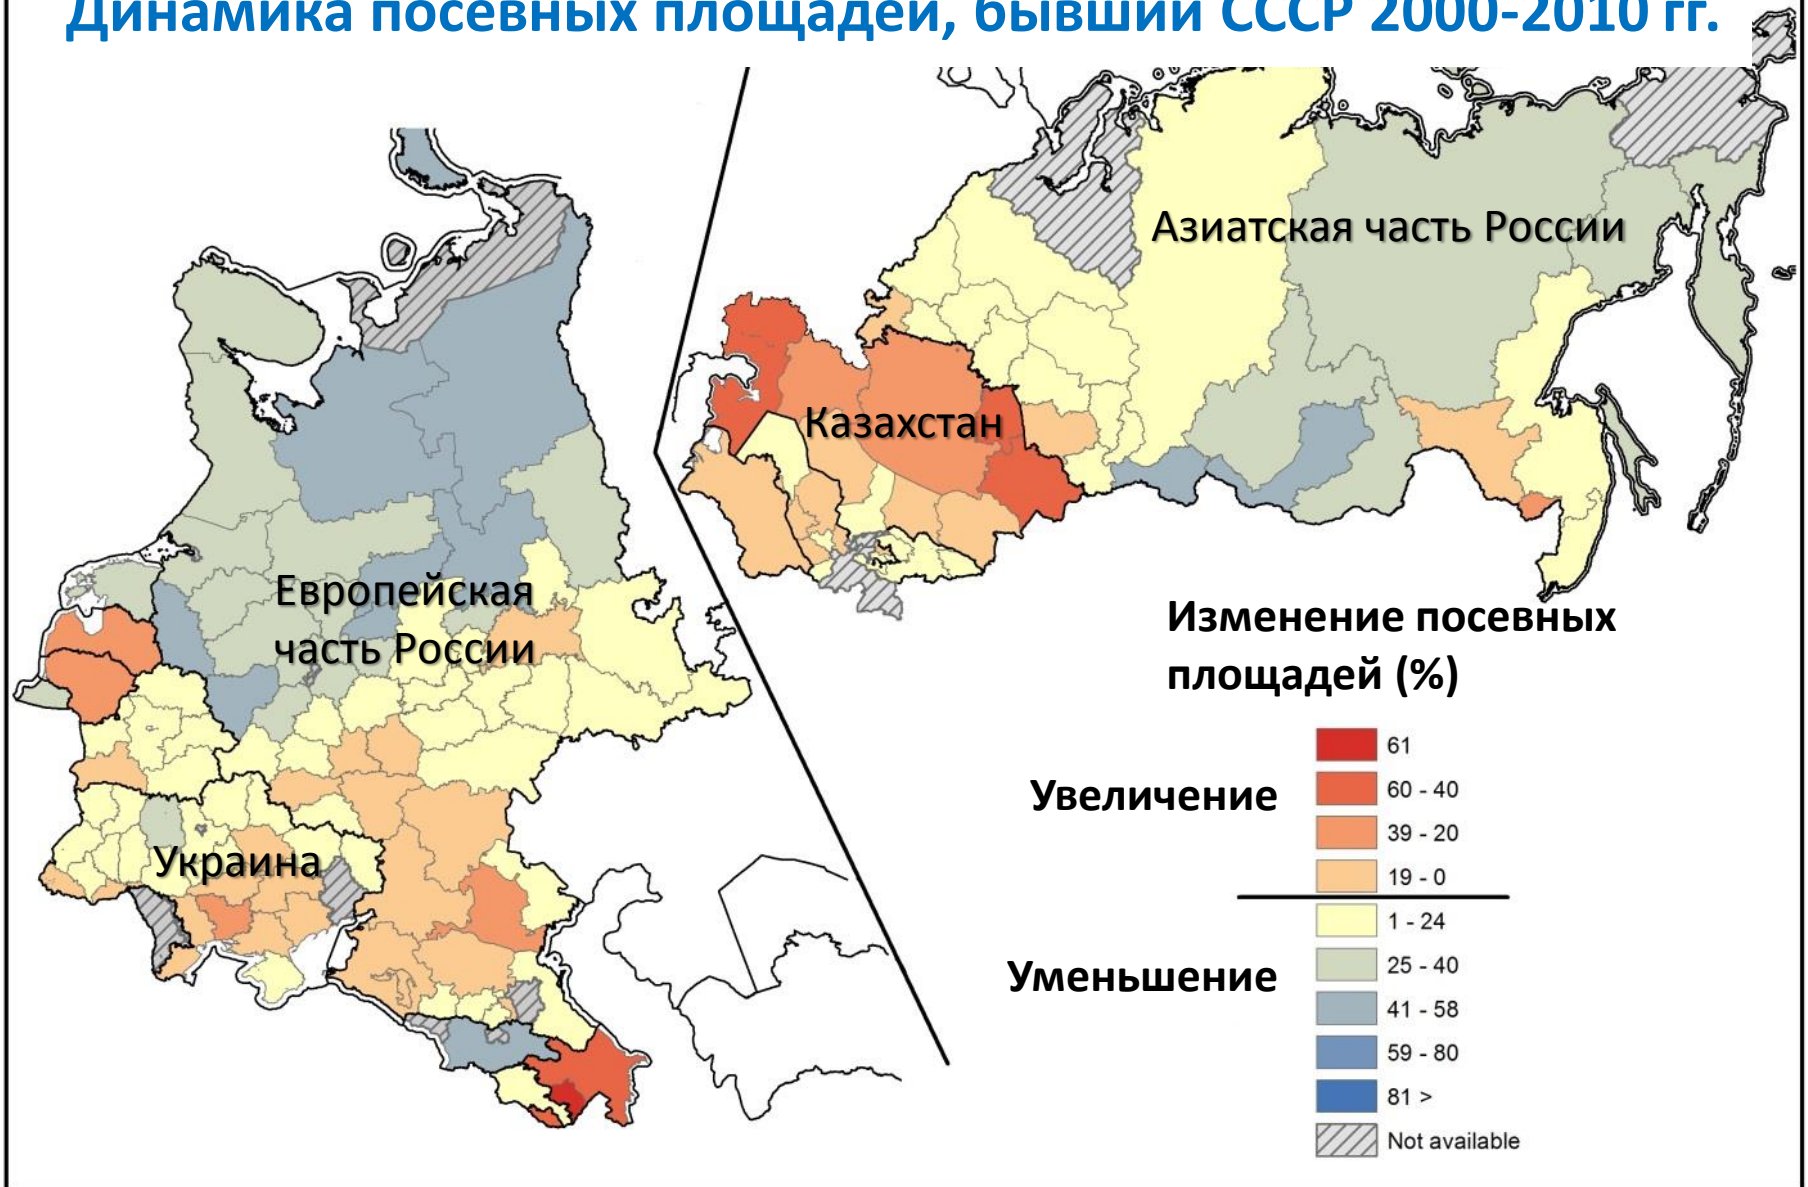 Динамика посевных площадей, бывший СССР 2000-2010 гг.
Азиатская часть России
Казахстан
Европейская
часть России
Украина
Изменение посевных
площадей (%)
Увеличение
61
60 - 40
39 - 20
19 - 0
Уменьшение
1 - 24
25 - 40
41 - 58
59 - 80
81 >
Not available